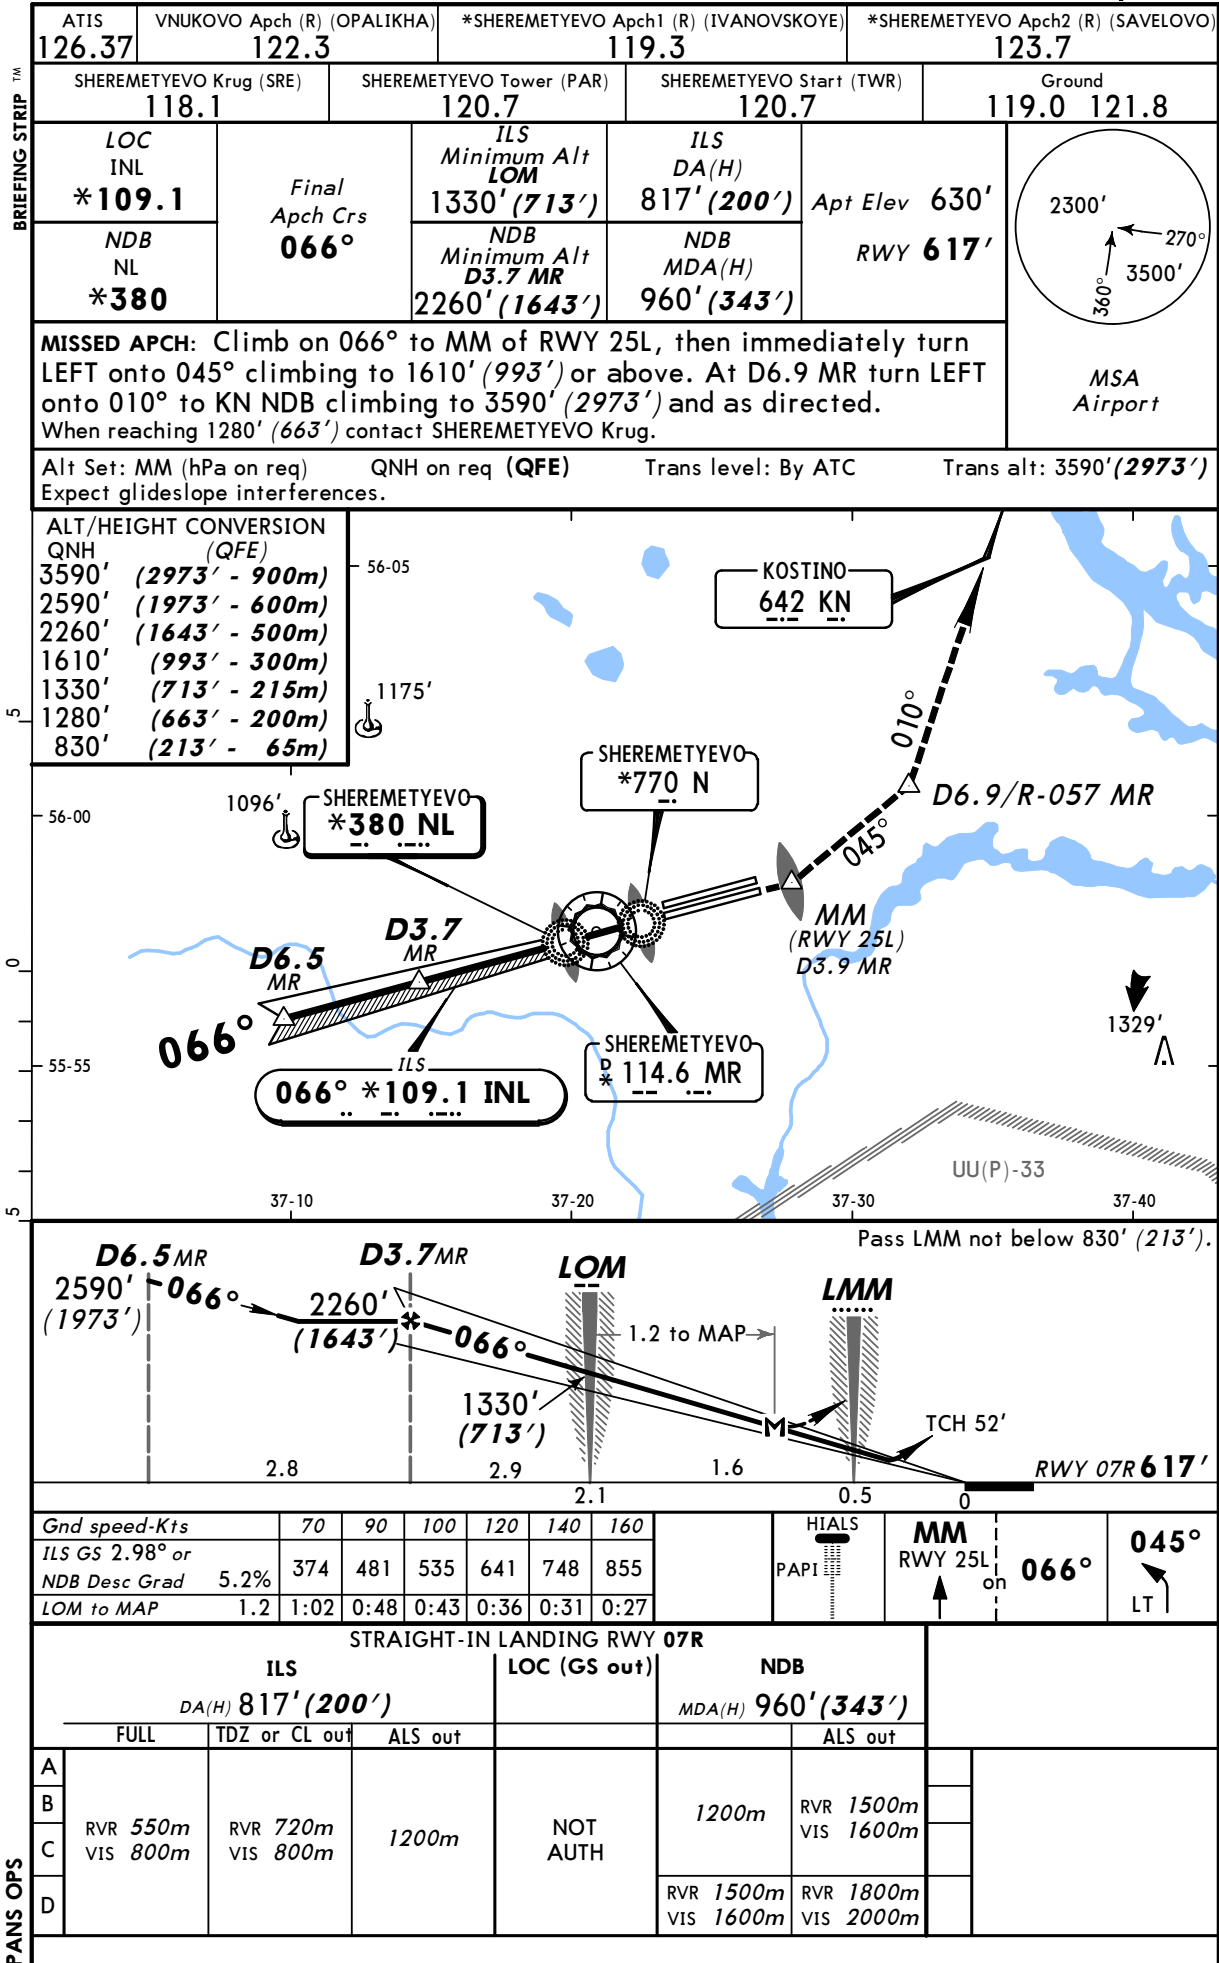 ATIS
126.37
VNUKOVO Apch (R) (OPALIKHA)
122.3
*SHEREMETYEVO Apch1 (R) (IVANOVSKOYE)
119.3
*SHEREMETYEVO Apch2 (R) (SAVELOVO)
123.7
SHEREMETYEVO Krug (SRE)
118.1
SHEREMETYEVO Tower (PAR)
120.7
SHEREMETYEVO Start (TWR)
120.7
Ground
119.0 121.8
BRIEFING STRIP TM
LOC
INL
*109.1
Final
Apch Crs
066°
ILS
Minimum Alt
LOM
1330' (713')
ILS
DA(H)
817' (200')
Apt Elev 630'
RWY 617'
NDB
NL
*380
NDB
Minimum Alt
D3.7 MR
2260' (1643')
NDB
MDA(H)
960' (343')
2300'
270°
3500'
360°
MSA
Airport
MISSED APCH: Climb on 066° to MM of RWY 25L, then immediately turn
LEFT onto 045° climbing to 1610' (993') or above. At D6.9 MR turn LEFT
onto 010° to KN NDB climbing to 3590' (2973') and as directed.
When reaching 1280' (663') contact SHEREMETYEVO Krug.
Alt Set: MM (hPa on req) QNH on req (QFE) Trans level: By ATC Trans alt: 3590' (2973')
Expect glideslope interferences.
ALT/HEIGHT CONVERSION
QNH (QFE)
3590' (2973' - 900m)
2590' (1973' - 600m)
2260' (1643' - 500m)
1610' (993' - 300m)
1330' (713' - 215m)
1280' (663' - 200m)
830' (213' - 65m)
56-05
KOSTINO
642 KN
1175'
5
010°
SHEREMETYEVO
*770 N
D6.9/R-057 MR
56-00
1096'
SHEREMETYEVO
*380 NL
045°
MM
(RWY 25L)
D3.9 MR
D3.7
MR
D6.5
MR
0
066°
1329'
55-55
ILS
066° *109.1 INL
SHEREMETYEVO
D
* 114.6 MR
UU(P)-33
5
37-10
37-20
37-30
37-40
Pass LMM not below 830' (213').
D6.5 MR
2590'
(1973')
066°
D3.7 MR
2260'
(1643')
066°
LOM
1.2 to MAP
LMM
1330'
(713')
M
TCH 52'
RWY 07R 617'
2.8
2.9
1.6
2.1
0.5
0
Gnd speed-Kts 70 90 100 120 140 160
ILS GS 2.98° or
NDB Desc Grad 5.2% 374 481 535 641 748 855
LOM to MAP 1.2 1:02 0:48 0:43 0:36 0:31 0:27
HIALS
PAPI
MM
RWY 25L
on
066°
045°
LT
STRAIGHT-IN LANDING RWY 07R
ILS
DA(H) 817' (200')
LOC (GS out)
NDB
MDA(H) 960' (343')
FULL
TDZ or CL out
ALS out
ALS out
A
B
C
D
RVR 550m
VIS 800m
RVR 720m
VIS 800m
1200m
NOT
AUTH
1200m
RVR 1500m
VIS 1600m
RVR 1500m
VIS 1600m
RVR 1800m
VIS 2000m
PANS OPS